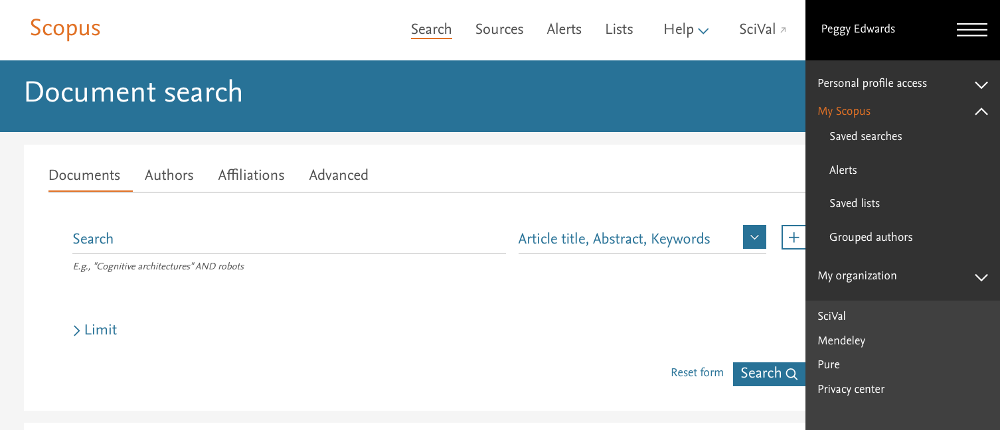 Scopus
Search Sources Alerts Lists Help SciVal
Peggy Edwards
Document search
Documents Authors Affiliations Advanced
Search
Article title, Abstract, Keywords
E.g., "Cognitive architectures" AND robots
Limit
Reset form
Search
Personal profile access
My Scopus
Saved searches
Alerts
Saved lists
Grouped authors
My organization
SciVal
Mendeley
Pure
Privacy center